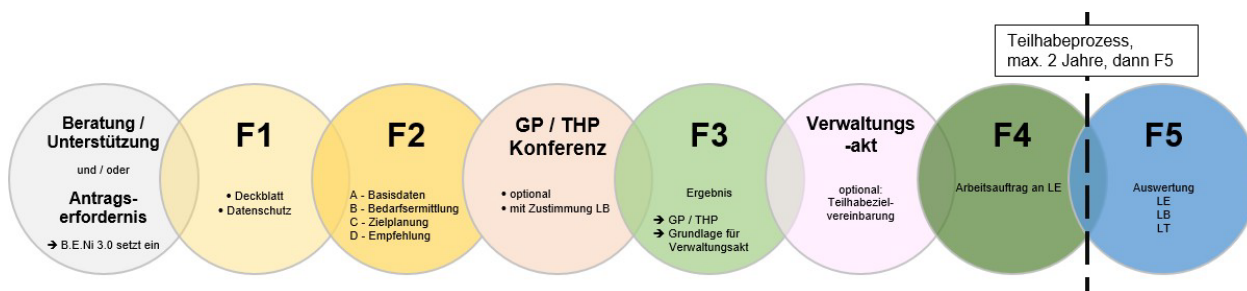 Teilhabeprozess,
max. 2 Jahre, dann F5
Beratung /
Unterstützung
und / oder
Antrags-
erfordernis
➔ B.E.Ni 3.0 setzt ein
F1
• Deckblatt
• Datenschutz
F2
A - Basisdaten
B - Bedarfsermittlung
C - Zielplanung
D - Empfehlung
GP / THP
Konferenz
• optional
• mit Zustimmung LB
F3
Ergebnis
➔ GP / THP
➔ Grundlage für
Verwaltungsakt
Verwaltungs
-akt
optional:
Teilhabeziel-
vereinbarung
F4
Arbeitsauftrag an LE
F5
Auswertung
LE
LB
LT